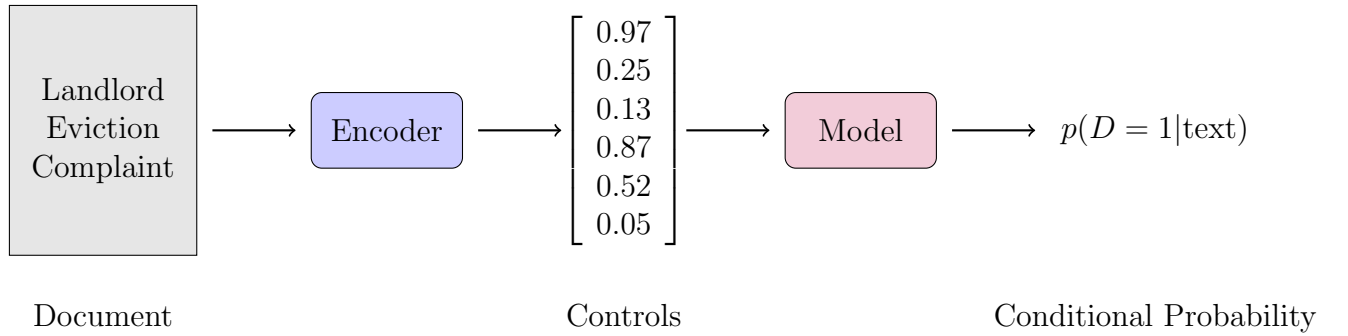 Landlord
Eviction
Complaint
Encoder
0.97
0.25
0.13
0.87
0.52
0.05
Model
p(D = 1|text)
Document
Controls
Conditional Probability